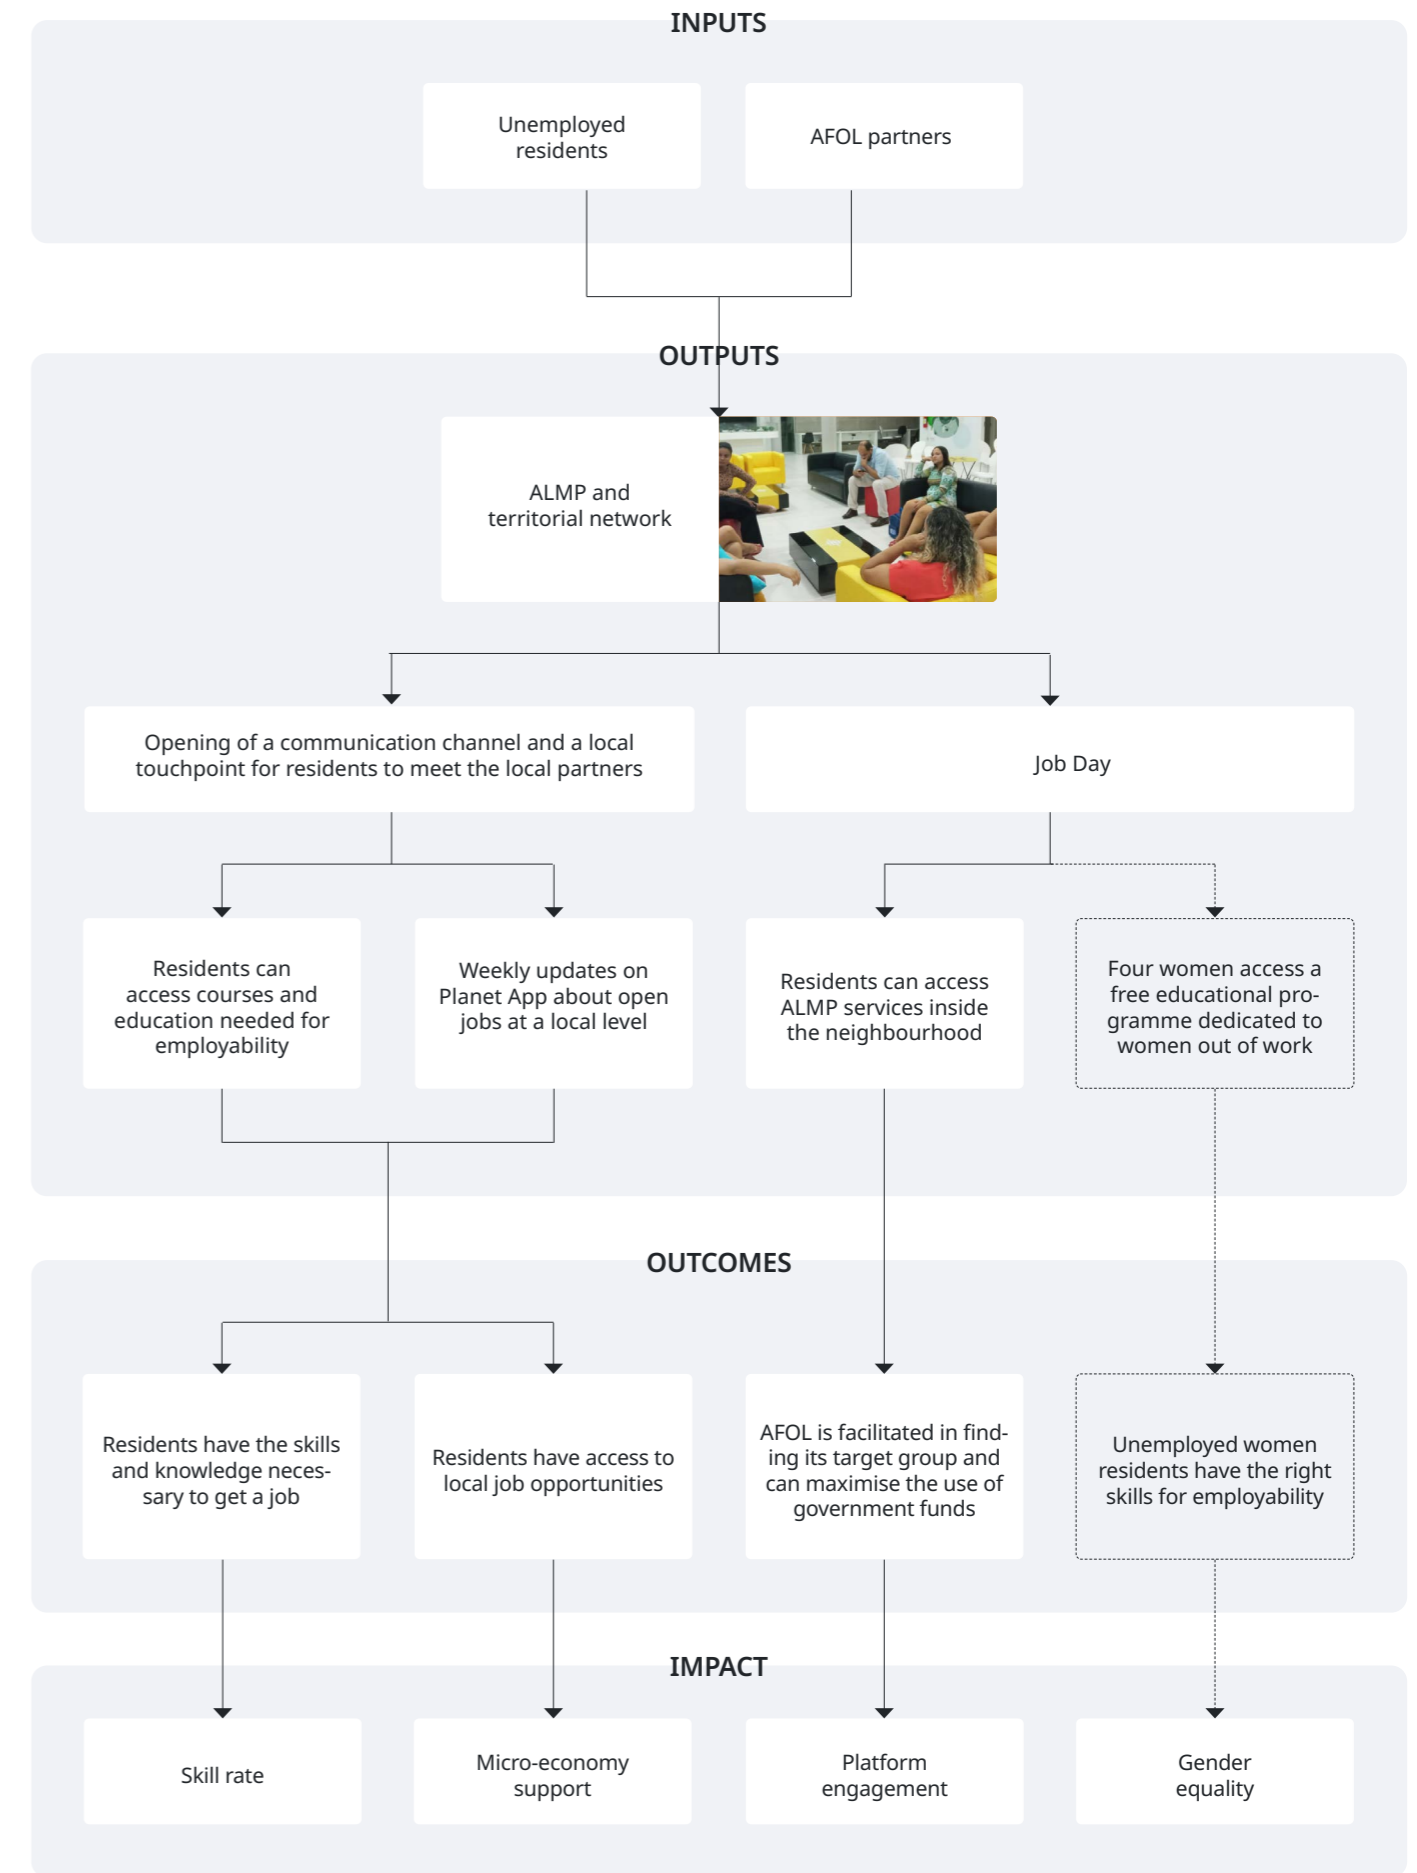 INPUTS
Unemployed
residents
AFOL partners
OUTPUTS
ALMP and
territorial network
Opening of a communication channel and a local
touchpoint for residents to meet the local partners
Job Day
Residents can
access courses and
education needed for
employability
Weekly updates on
Planet App about open
jobs at a local level
Residents can access
ALMP services inside
the neighbourhood
Four women access a
free educational pro-
gramme dedicated to
women out of work
OUTCOMES
Residents have the skills
and knowledge neces-
sary to get a job
Residents have access to
local job opportunities
AFOL is facilitated in find-
ing its target group and
can maximise the use of
government funds
Unemployed women
residents have the right
skills for employability
IMPACT
Skill rate
Micro-economy
support
Platform
engagement
Gender
equality